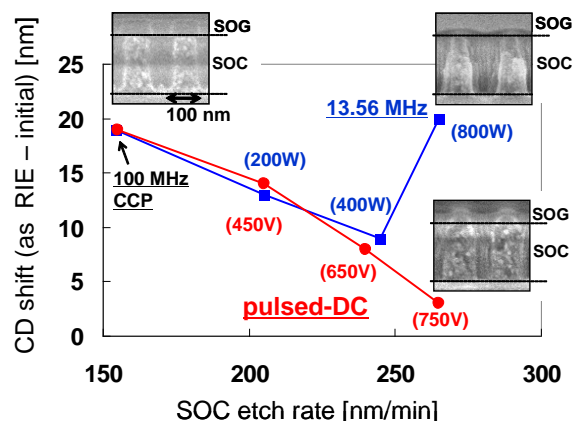 SOG
SOC
100 nm
SOG
SOC
SOG
SOC
13.56 MHz
(800W)
(200W)
(400W)
100 MHz
CCP
(450V)
(650V)
(750V)
pulsed-DC
CD shift (as RIE – initial) [nm]
25
20
15
10
5
0
150
200
250
300
SOC etch rate [nm/min]